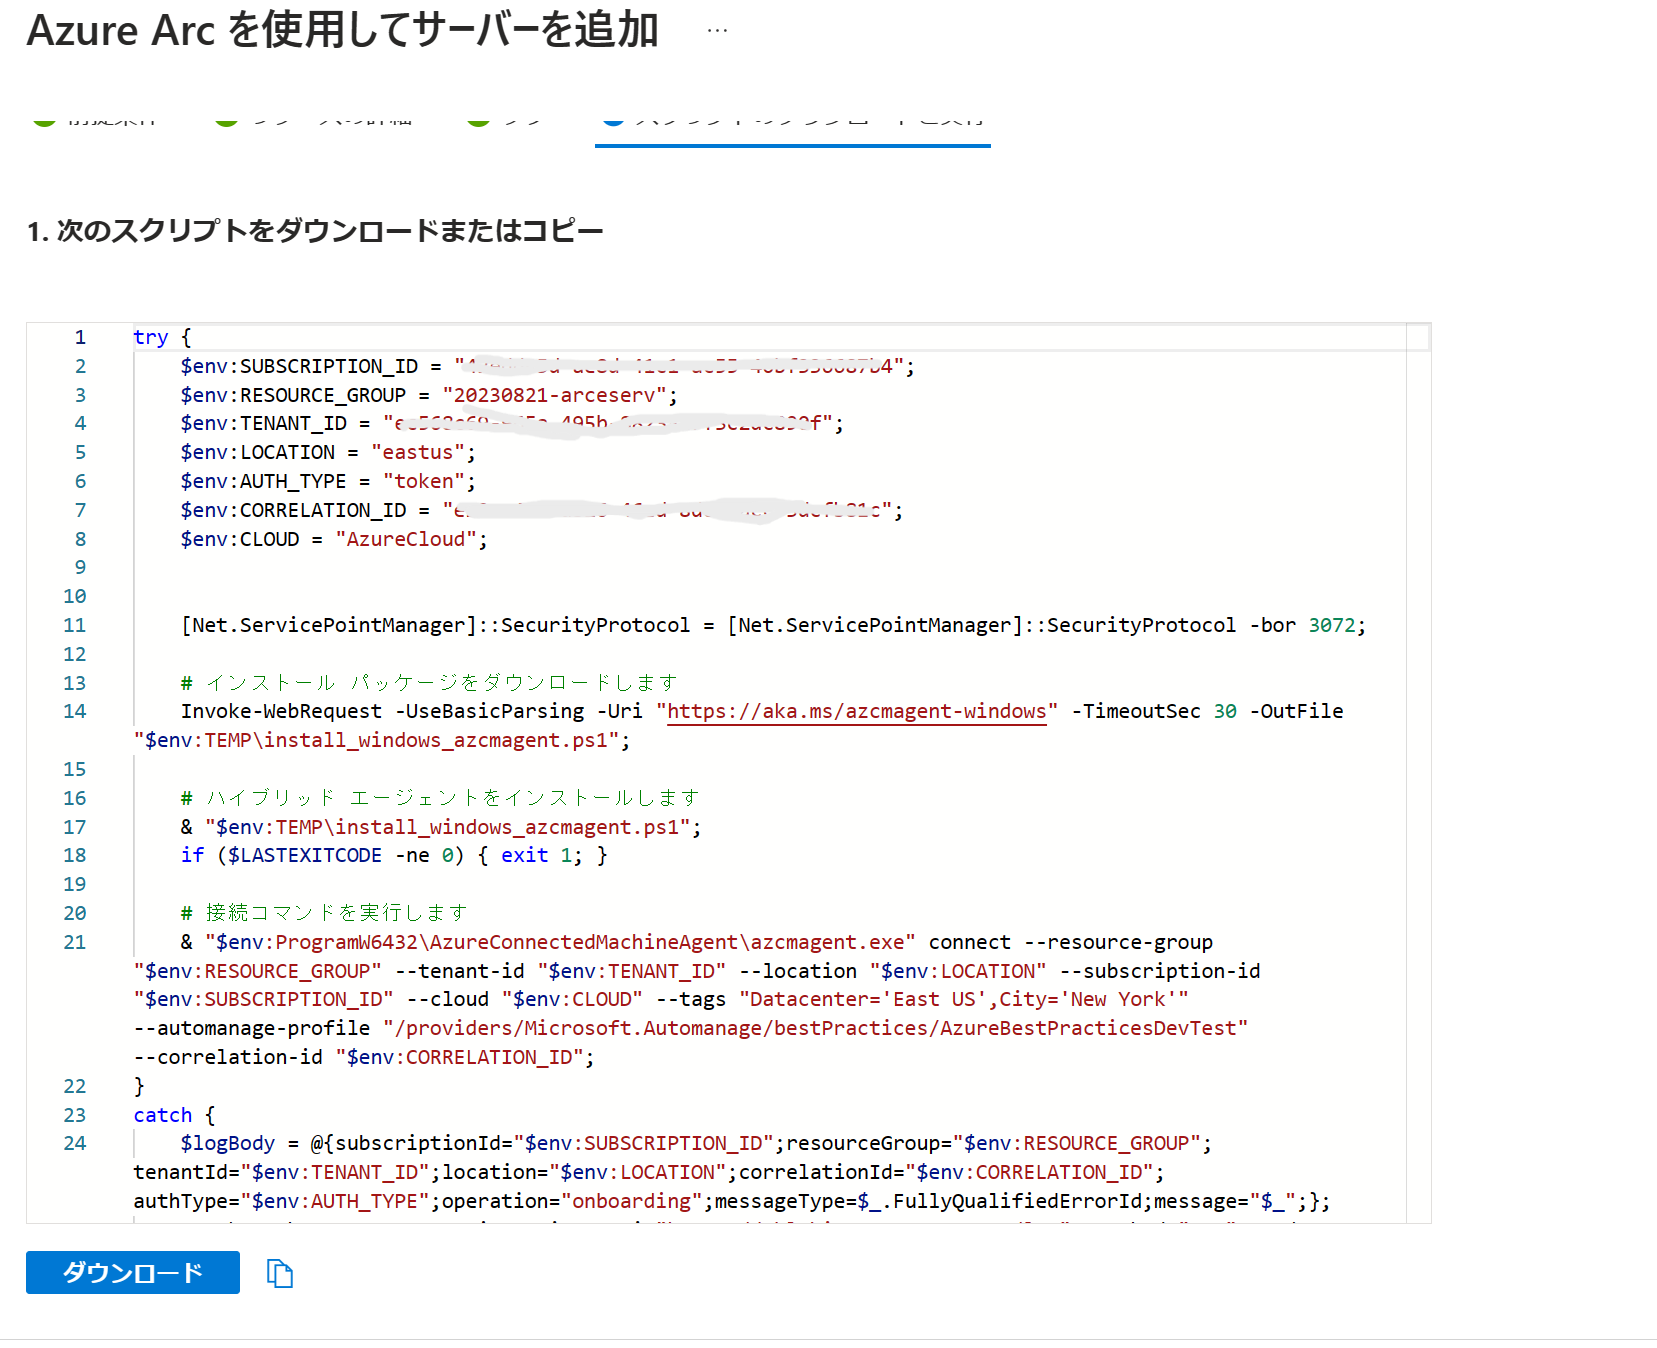 Azure Arc を使用してサーバーを追加 …
1. 次のスクリプトをダウンロードまたはコピー
1 try {
2 $env:SUBSCRIPTION_ID = "
3 $env:RESOURCE_GROUP = "20230821-arceserv";
4 $env:TENANT_ID = "
5 $env:LOCATION = "eastus";
6 $env:AUTH_TYPE = "token";
7 $env:CORRELATION_ID = "
8 $env:CLOUD = "AzureCloud";
9
10
11 [Net.ServicePointManager]::SecurityProtocol = [Net.ServicePointManager]::SecurityProtocol -bor 3072;
12
13 # インストール パッケージをダウンロードします
14 Invoke-WebRequest -UseBasicParsing -Uri "https://aka.ms/azcmagent-windows" -TimeoutSec 30 -OutFile
"$env:TEMP\install_windows_azcmagent.ps1";
15
16 # ハイブリッド エージェントをインストールします
17 & "$env:TEMP\install_windows_azcmagent.ps1";
18 if ($LASTEXITCODE -ne 0) { exit 1; }
19
20 # 接続コマンドを実行します
21 & "$env:ProgramW6432\AzureConnectedMachineAgent\azcmagent.exe" connect --resource-group
"$env:RESOURCE_GROUP" --tenant-id "$env:TENANT_ID" --location "$env:LOCATION" --subscription-id
"$env:SUBSCRIPTION_ID" --cloud "$env:CLOUD" --tags "Datacenter='East US',City='New York'"
--automanage-profile "/providers/Microsoft.Automanage/bestPractices/AzureBestPracticesDevTest"
--correlation-id "$env:CORRELATION_ID";
22 }
23 catch {
24 $logBody = @{subscriptionId="$env:SUBSCRIPTION_ID";resourceGroup="$env:RESOURCE_GROUP";
tenantId="$env:TENANT_ID";location="$env:LOCATION";correlationId="$env:CORRELATION_ID";
authType="$env:AUTH_TYPE";operation="onboarding";messageType=$_.FullyQualifiedErrorId;message="$_";};
ダウンロード